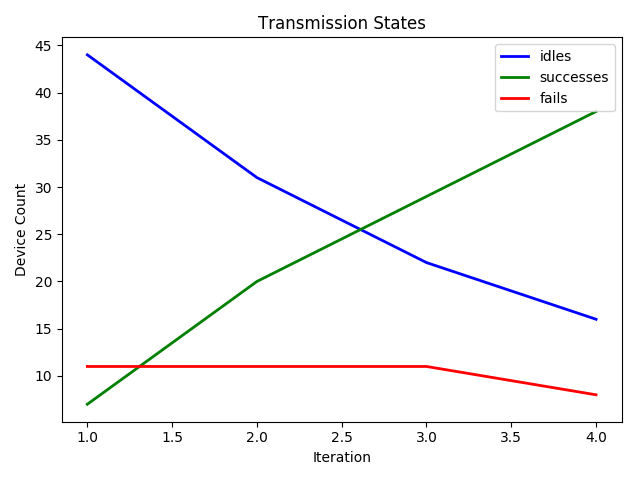 Transmission States
idles
successes
fails
Device Count
45
40
35
30
25
20
15
10
1.0 1.5 2.0 2.5 3.0 3.5 4.0
Iteration